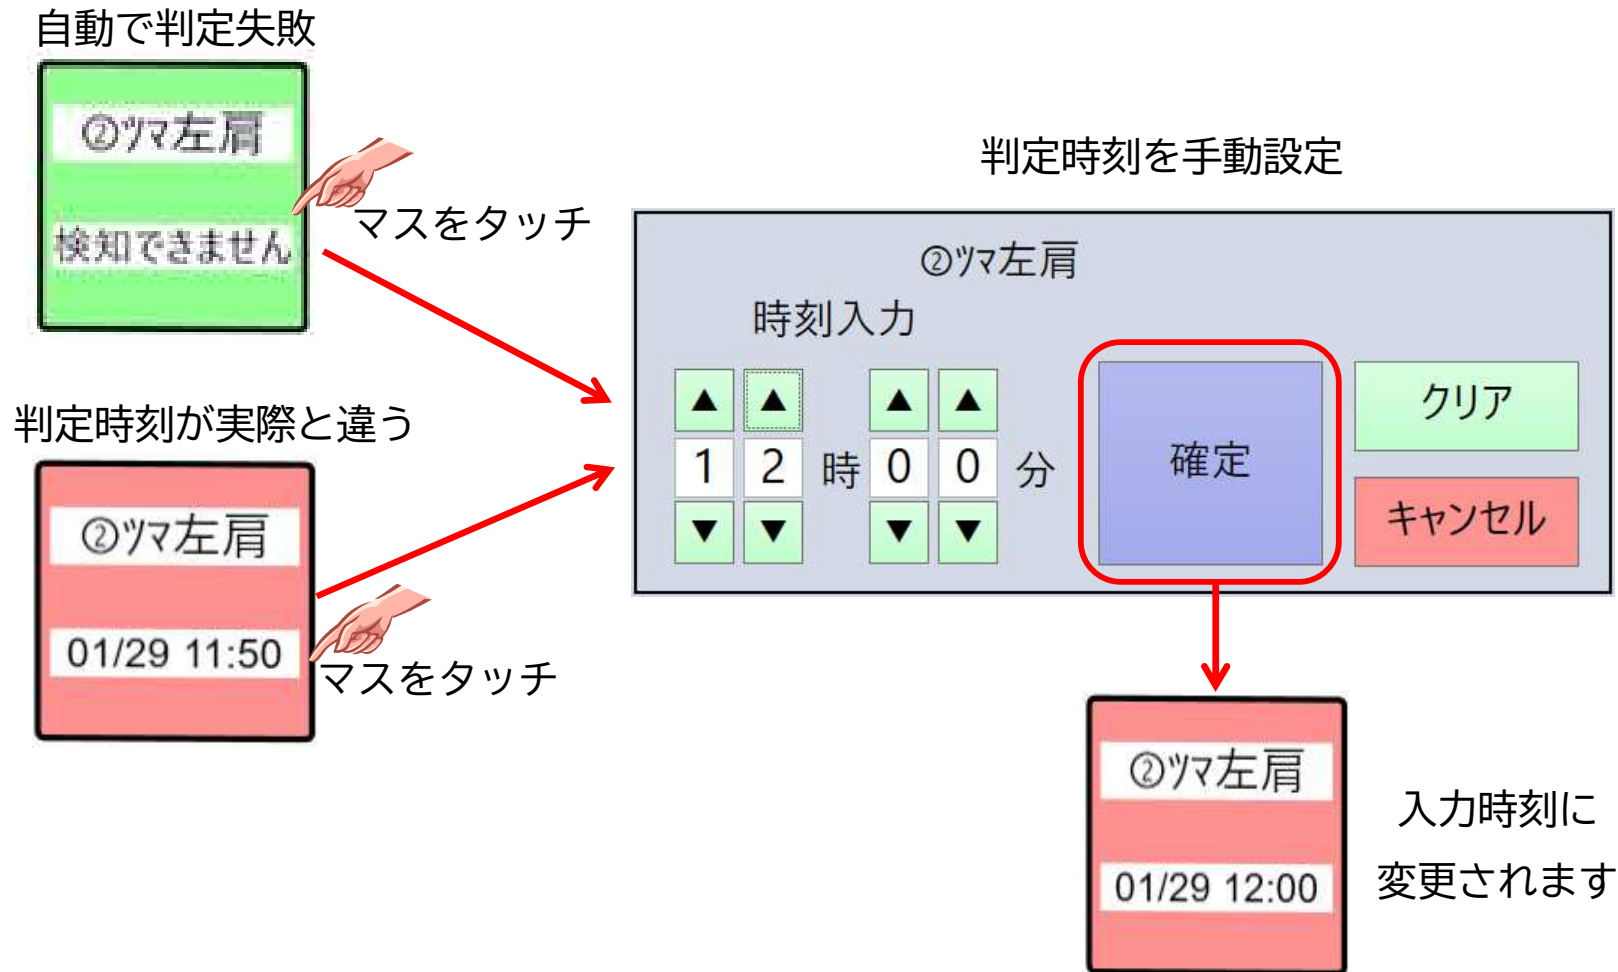 自動で判定失敗
②ﾂﾏ左肩
検知できません
マスをタッチ
判定時刻が実際と違う
②ﾂﾏ左肩
01/29 11:50
マスをタッチ
判定時刻を手動設定
②ﾂﾏ左肩
時刻入力
▲ ▲ ▲ ▲
1 2 時 0 0 分
▼ ▼ ▼ ▼
確定
クリア
キャンセル
②ﾂﾏ左肩
01/29 12:00
入力時刻に
変更されます